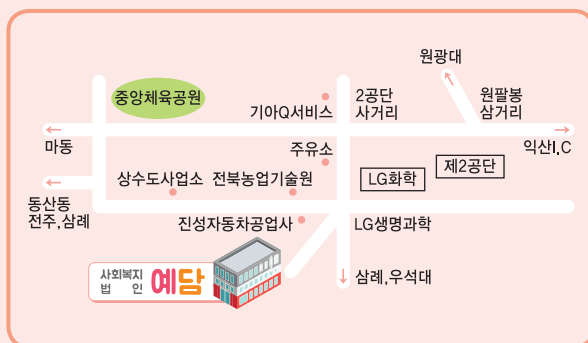 원광대
중앙체육공원
기아Q서비스
2공단
사거리
원팔봉
삼거리
마동
익산I.C
주유소
제2공단
상수도사업소
전북농업기술원
LG화학
동산동
전주,삼례
진성자동차공업사
LG생명과학
사회복지
법 인
예담
삼례,우석대